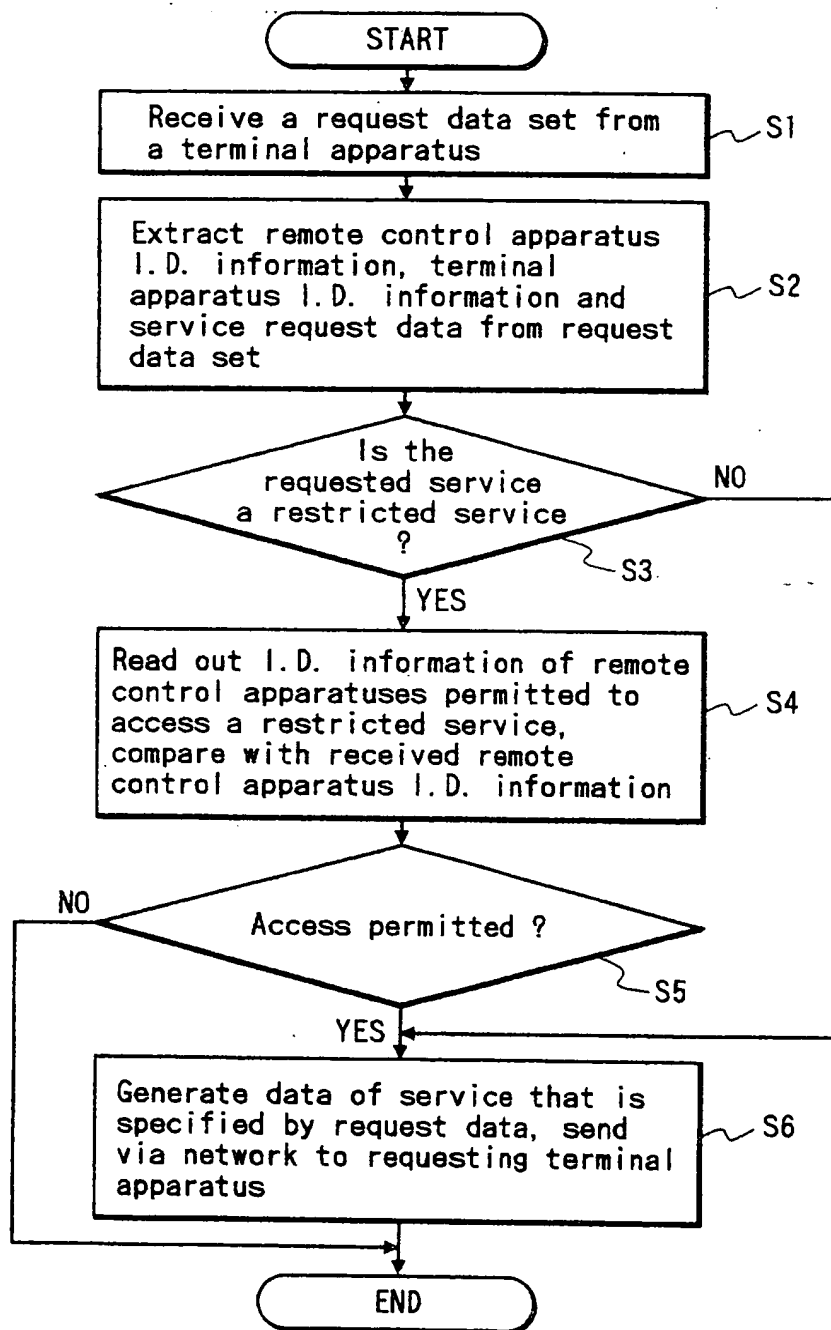 START
Receive a request data set from
a terminal apparatus
S1
Extract remote control apparatus
I.D. information, terminal
apparatus I.D. information and
service request data from request
data set
S2
Is the
requested service
a restricted service
?
NO
S3
YES
Read out I.D. information of remote
control apparatuses permitted to
access a restricted service,
compare with received remote
control apparatus I.D. information
S4
NO
Access permitted ?
S5
YES
Generate data of service that is
specified by request data, send
via network to requesting terminal
apparatus
S6
END